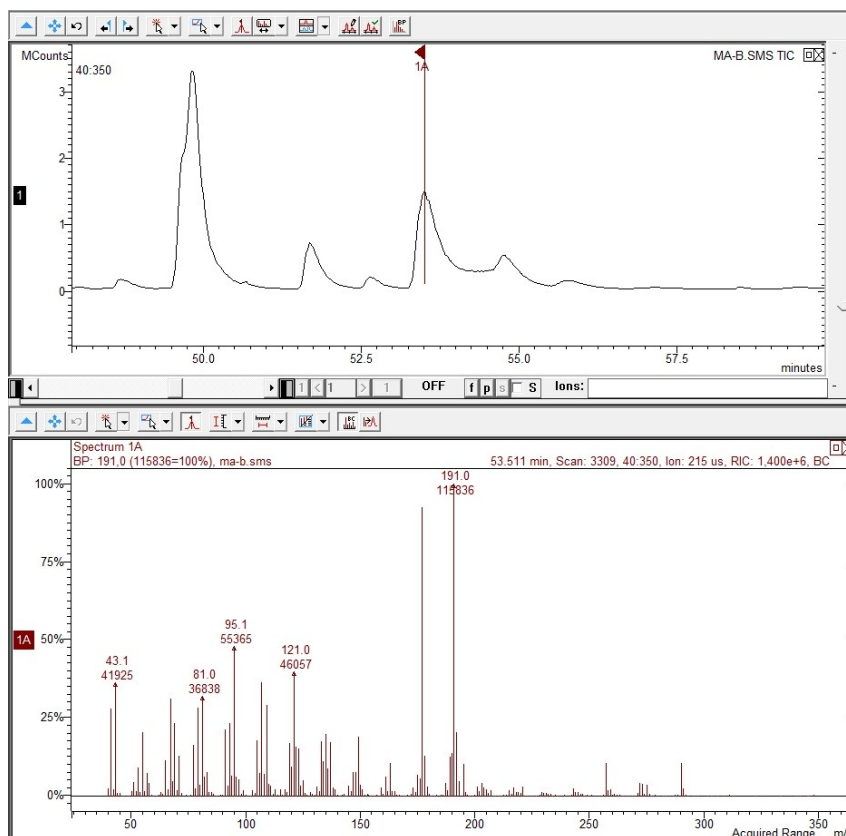 BP
MCounts
40:350
1A
MA-B.SMS TIC
3
2
1
0
1
50.0
52.5
55.0
57.5
minutes
1
<
1
>
1
OFF
f p s S
Ions:
BC
Spectrum 1A
BP: 191,0 (115836=100%), ma-b.sms
53.511 min, Scan: 3309, 40:350, Ion: 215 us, RIC: 1,400e+6, BC
100%
75%
50%
25%
0%
1A
191.0
115836
95.1
55365
121.0
46057
43.1
41925
81.0
36838
50
100
150
200
250
300
350
Acquired Range